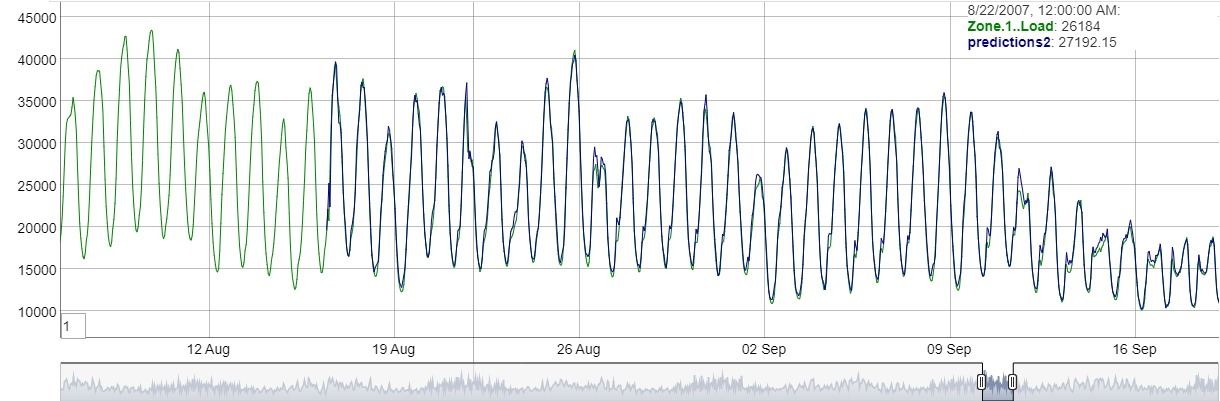 8/22/2007, 12:00:00 AM:
Zone.1..Load: 26184
predictions2: 27192.15
45000
40000
35000
30000
25000
20000
15000
10000
1
12 Aug 19 Aug 26 Aug 02 Sep 09 Sep 16 Sep